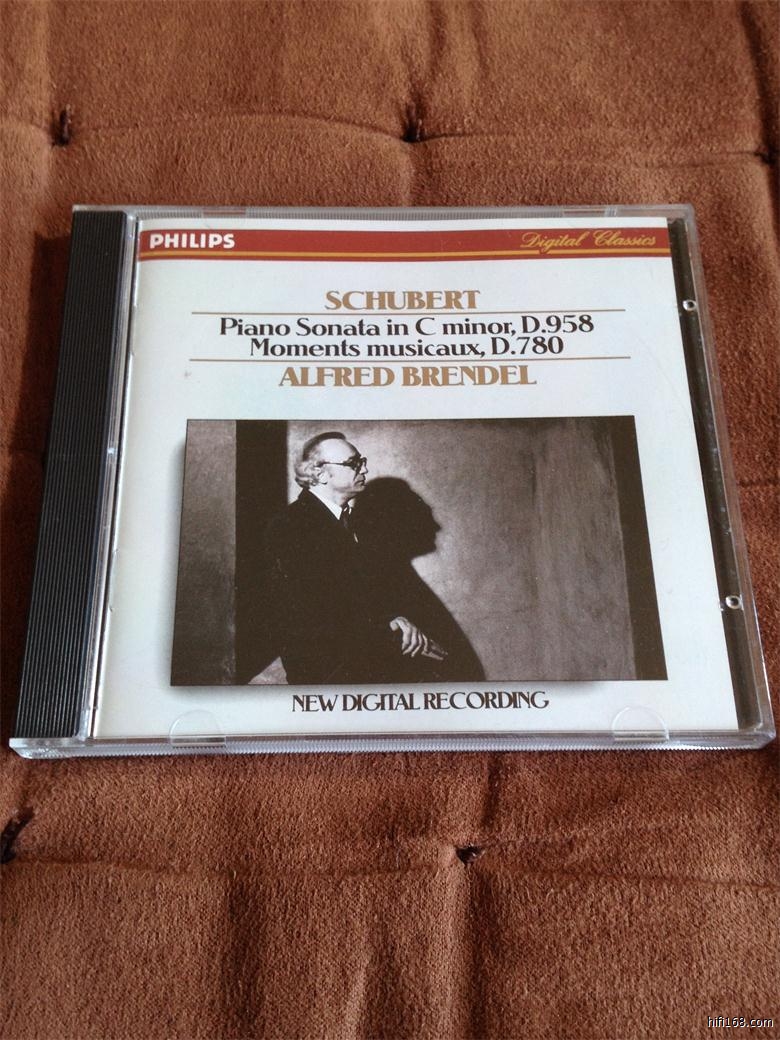 PHILIPS
Digital Classics
SCHUBERT
Piano Sonata in C minor, D.958
Moments musicaux, D.780
ALFRED BRENDEL
NEW DIGITAL RECORDING
hifi168.com